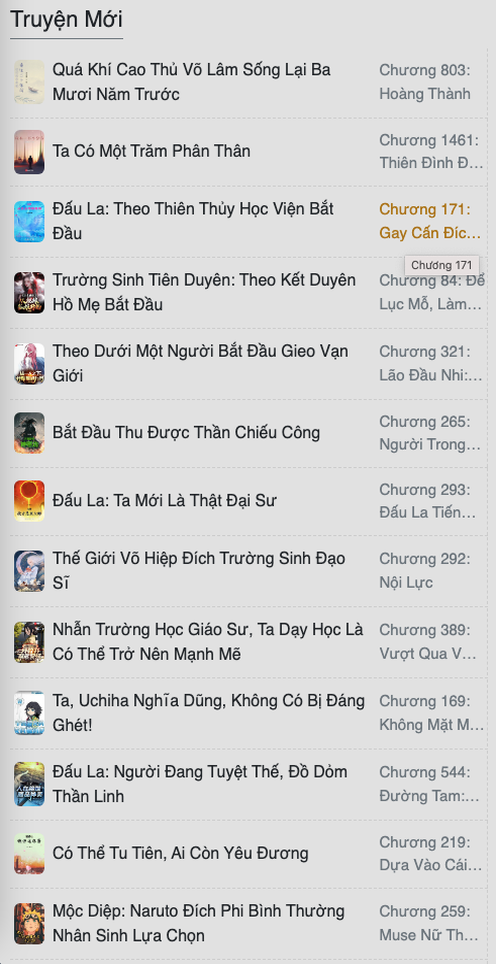 Truyện Mới
Quá Khí Cao Thủ Võ Lâm Sống Lại Ba
Mươi Năm Trước
Chương 803:
Hoàng Thành
Ta Có Một Trăm Phân Thân
Chương 1461:
Thiên Đình Đ…
Đấu La: Theo Thiên Thủy Học Viện Bắt
Đầu
Chương 171:
Gay Cấn Đíc…
Chương 171
Trường Sinh Tiên Duyên: Theo Kết Duyên
Hồ Mẹ Bắt Đầu
Chương 84: Để
Lục Mỗ, Làm…
Theo Dưới Một Người Bắt Đầu Gieo Vạn
Giới
Chương 321:
Lão Đầu Nhi:…
Bắt Đầu Thu Được Thần Chiếu Công
Chương 265:
Người Trong…
Đấu La: Ta Mới Là Thật Đại Sư
Chương 293:
Đấu La Tiến…
Thế Giới Võ Hiệp Đích Trường Sinh Đạo
Sĩ
Chương 292:
Nội Lực
Nhẫn Trường Học Giáo Sư, Ta Dạy Học Là
Có Thể Trở Nên Mạnh Mẽ
Chương 389:
Vượt Qua V…
Ta, Uchiha Nghĩa Dũng, Không Có Bị Đáng
Ghét!
Chương 169:
Không Mặt M…
Đấu La: Người Đang Tuyệt Thế, Đồ Dỏm
Thần Linh
Chương 544:
Đường Tam:…
Có Thể Tu Tiên, Ai Còn Yêu Đương
Chương 219:
Dựa Vào Cái…
Mộc Diệp: Naruto Đích Phi Bình Thường
Nhân Sinh Lựa Chọn
Chương 259:
Muse Nữ Th…